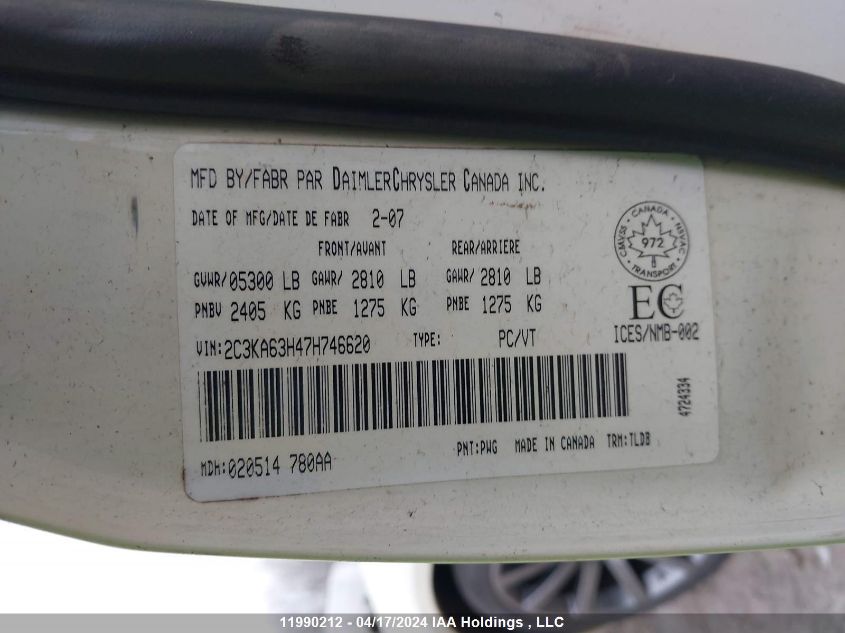 MFD BY/FABR PAR DAIMLERCHRYSLER CANADA INC.
DATE OF MFG/DATE DE FABR 2-07
FRONT/AVANT REAR/ARRIERE
GVWR/05300 LB GAWR/ 2810 LB GAWR/ 2810 LB
PNBV 2405 KG PNBE 1275 KG PNBE 1275 KG
VIN:2C3KA63H47H746620 TYPE: PC/VT
CANADA
CMVSS 972 NSVAC
TRANSPORT
EC
ICES/NMB-002
4724334
PNT:PWG MADE IN CANADA TRM:TLDB
MDH:020514 780AA
11990212 - 04/17/2024 IAA Holdings , LLC